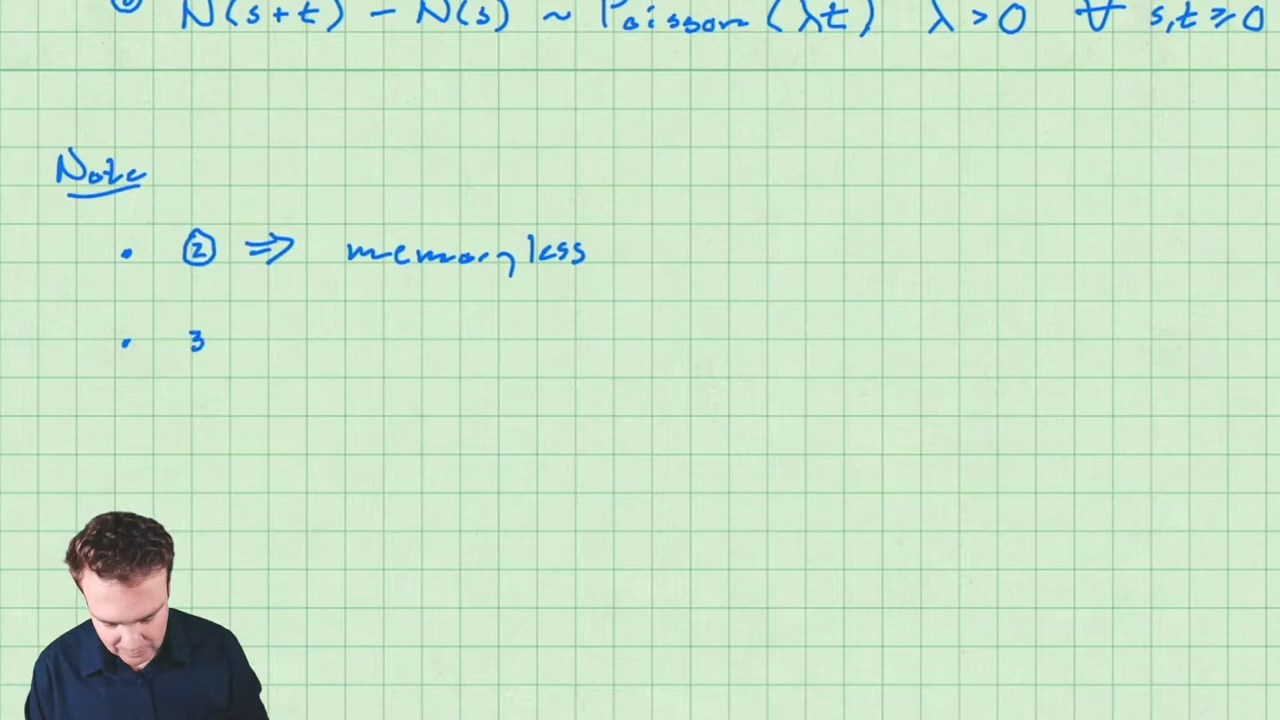 N(s+t) - N(s) ~ Poisson (λt) λ > 0 ∀ s,t ⩾ 0
Note
• ② ⇒ memoryless
• 3